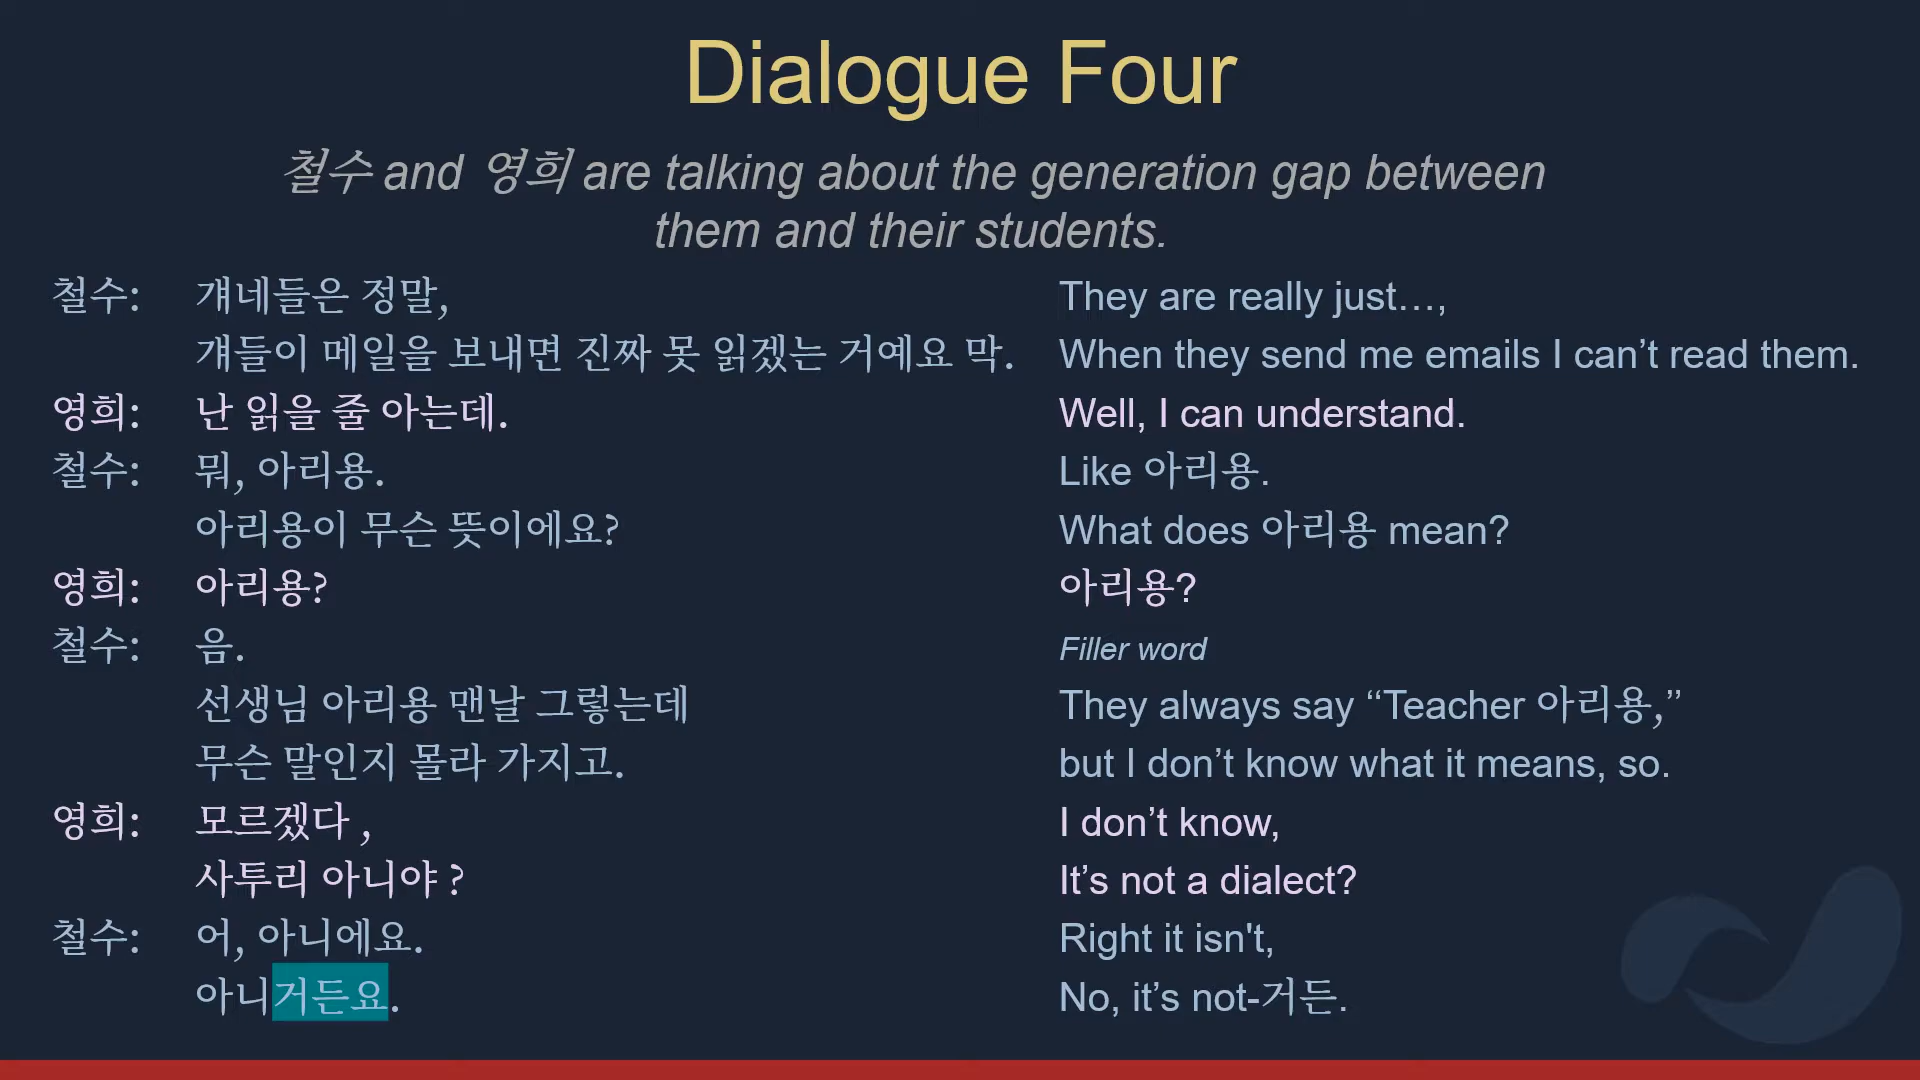 Dialogue Four
철수 and 영희 are talking about the generation gap between
them and their students.
철수: 걔네들은 정말, They are really just…,
걔들이 메일을 보내면 진짜 못 읽겠는 거예요 막. When they send me emails I can’t read them.
영희: 난 읽을 줄 아는데. Well, I can understand.
철수: 뭐, 아리용. Like 아리용.
아리용이 무슨 뜻이에요? What does 아리용 mean?
영희: 아리용? 아리용?
철수: 음. Filler word
선생님 아리용 맨날 그렇는데 They always say “Teacher 아리용,”
무슨 말인지 몰라 가지고. but I don’t know what it means, so.
영희: 모르겠다 , I don’t know,
사투리 아니야 ? It’s not a dialect?
철수: 어, 아니에요. Right it isn't,
아니거든요. No, it’s not-거든.